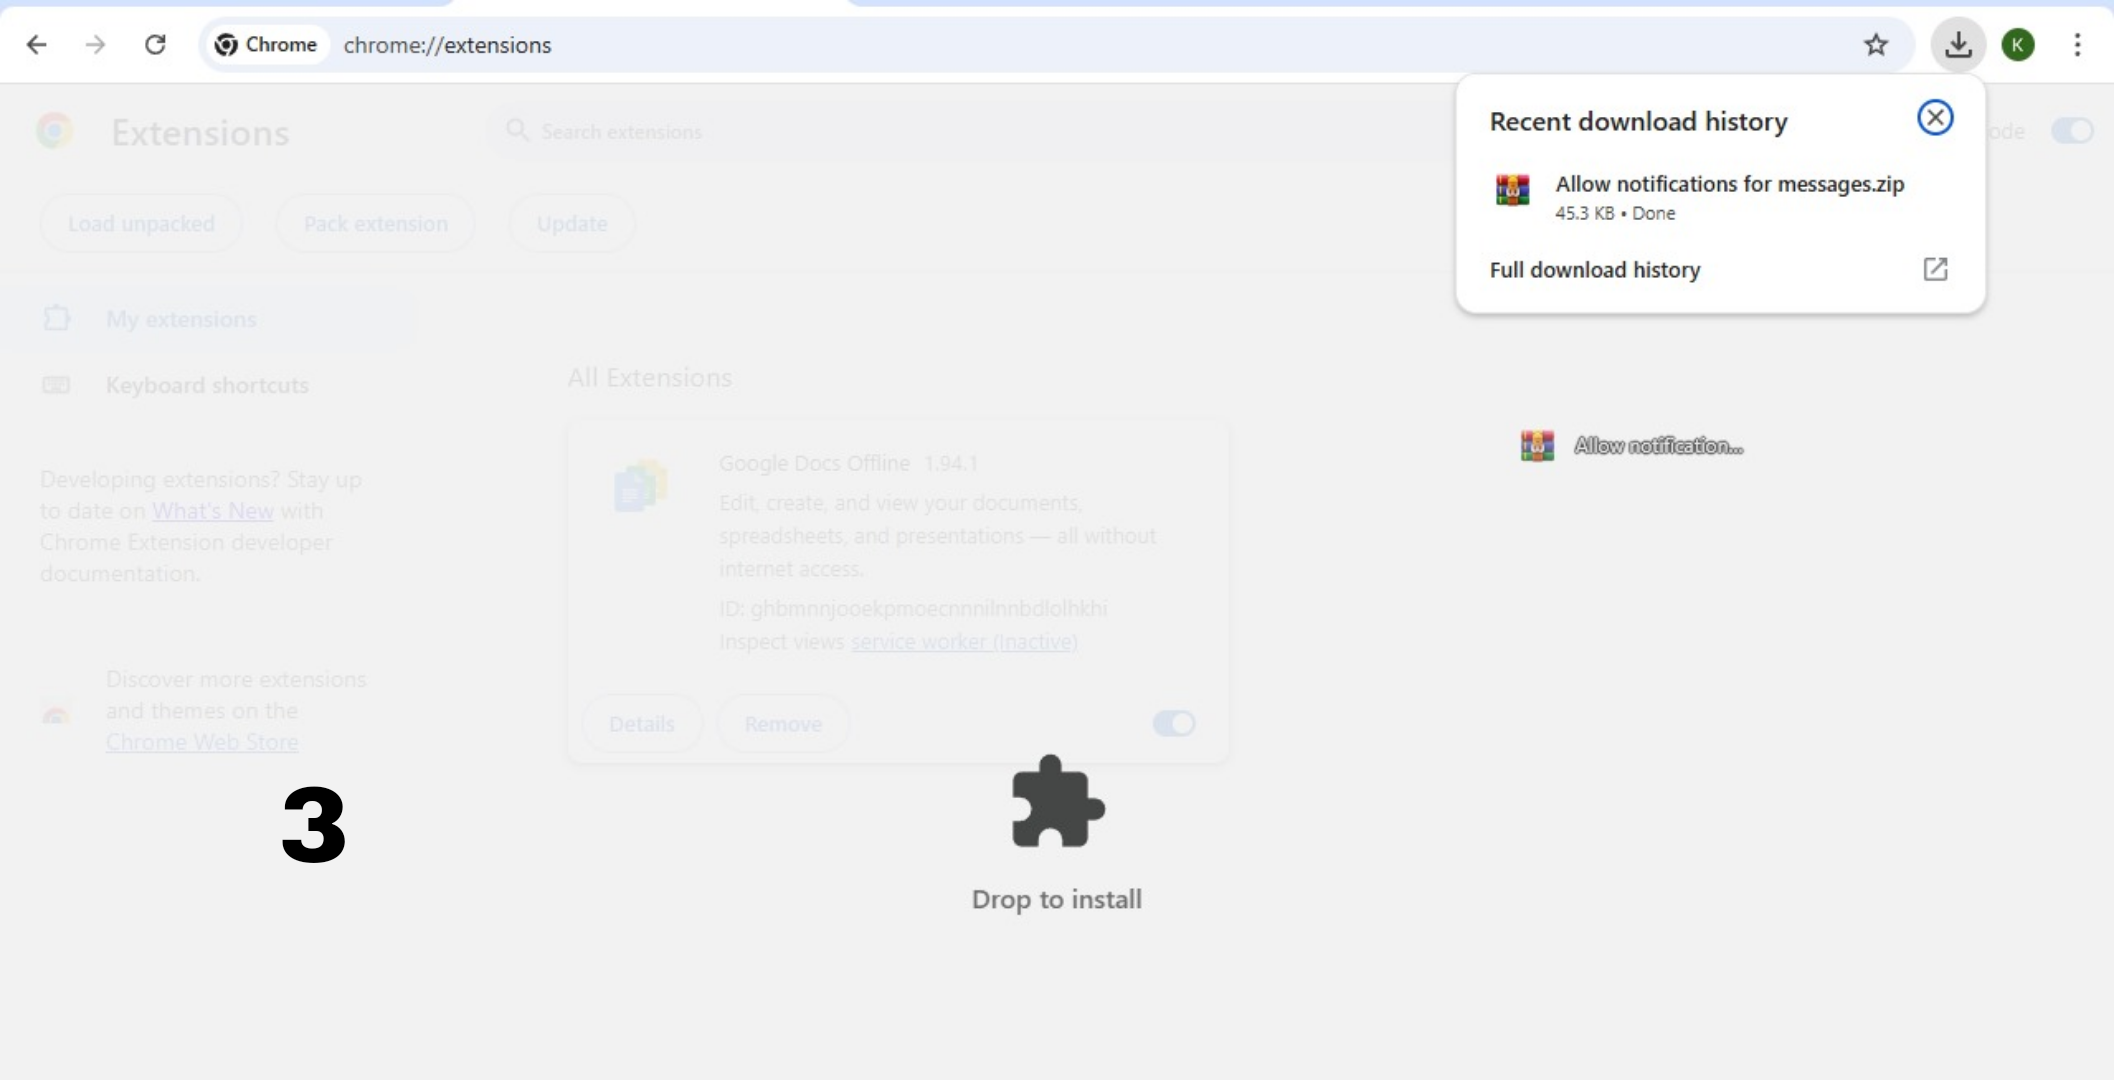 Chrome chrome://extensions
K
Extensions
Search extensions
ode
Load unpacked
Pack extension
Update
Recent download history
Allow notifications for messages.zip
45.3 KB • Done
Full download history
My extensions
Keyboard shortcuts
Developing extensions? Stay up
to date on What's New with
Chrome Extension developer
documentation.
Discover more extensions
and themes on the
Chrome Web Store
All Extensions
Google Docs Offline 1.94.1
Edit, create, and view your documents,
spreadsheets, and presentations — all without
internet access.
ID: ghbmnnjooekpmoecnnnilnnbdlolhkhi
Inspect views service worker (Inactive)
Details
Remove
Allow notification...
3
Drop to install